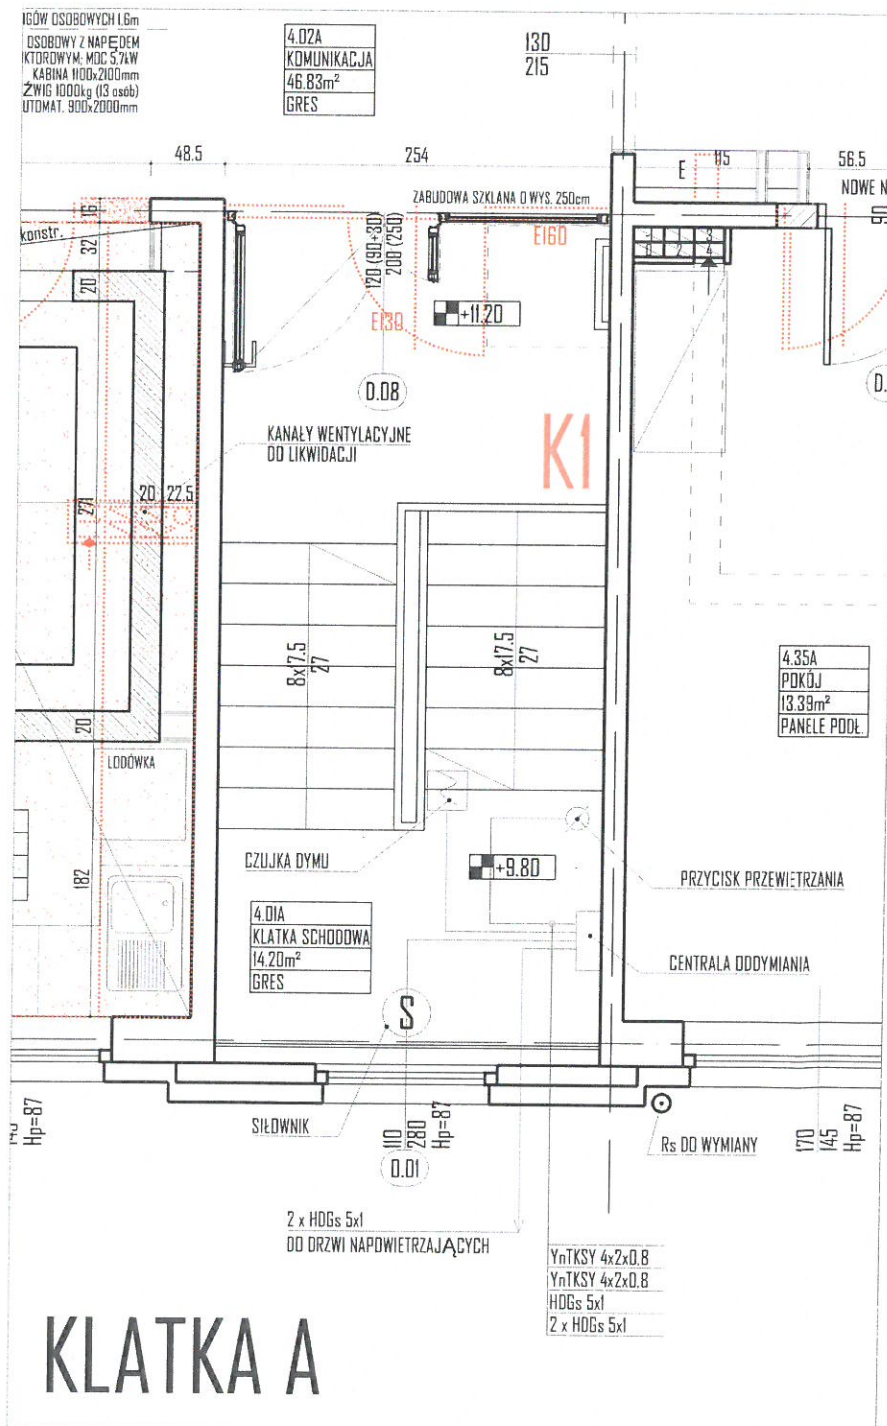 IGÓW OSOBOWYCH 1,6m
OSOBOWY Z NAPĘDEM
KTOROWYM; MOC 5,7kW
KABINA 1100x2100mm
ŹWIG 1000kg (13 osób)
UTOMAT. 900x2000mm
4.02A
KOMUNIKACJA
46.83m²
GRES
130
215
48.5
254
E
115
56.5
ZABUDOWA SZKLANA O WYS. 250cm
NOWE N
90
16
konstr.
32
20
120 (90+30)
200 (250)
EI60
1 2 3
4
+11.20
EI30
D.08
D.
KANAŁY WENTYLACYJNE
DO LIKWIDACJI
K1
20 22.5
271
8x17.5
27
8x17.5
27
4.35A
POKÓJ
13.39m²
PANELE PODŁ.
20
LODÓWKA
CZUJKA DYMU
+9.80
PRZYCISK PRZEWIETRZANIA
182
4.01A
KLATKA SCHODOWA
14.20m²
GRES
CENTRALA ODDYMIANIA
S
SIŁOWNIK
145
Hp=87
110
280
Hp=87
O.01
Rs DO WYMIANY
170
145
Hp=87
2 x HDGs 5x1
DO DRZWI NAPOWIETRZAJĄCYCH
YnTKSY 4x2x0,8
YnTKSY 4x2x0,8
HDGs 5x1
2 x HDGs 5x1
KLATKA A